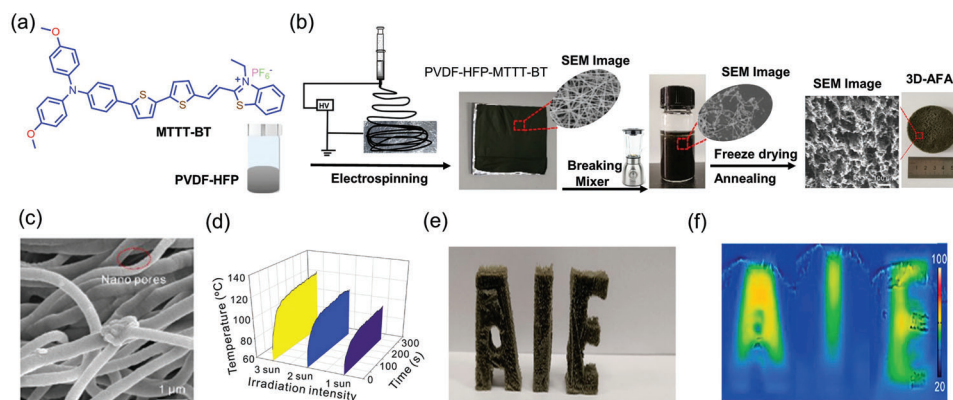 (a)
O
N
O
S
S
N
+
PF6-
S
MTTT-BT
PVDF-HFP
(b)
HV
Electrospinning
PVDF-HFP-MTTT-BT
SEM Image
Breaking
Mixer
SEM Image
Freeze drying
Annealing
SEM Image
3D-AFA
(c)
Nano pores
1 µm
(d)
Temperature (°C)
140
120
100
80
60
3 sun
2 sun
1 sun
Irradiation intensity
0
100
200
300
Time (s)
(e)
AIE
(f)
100
20